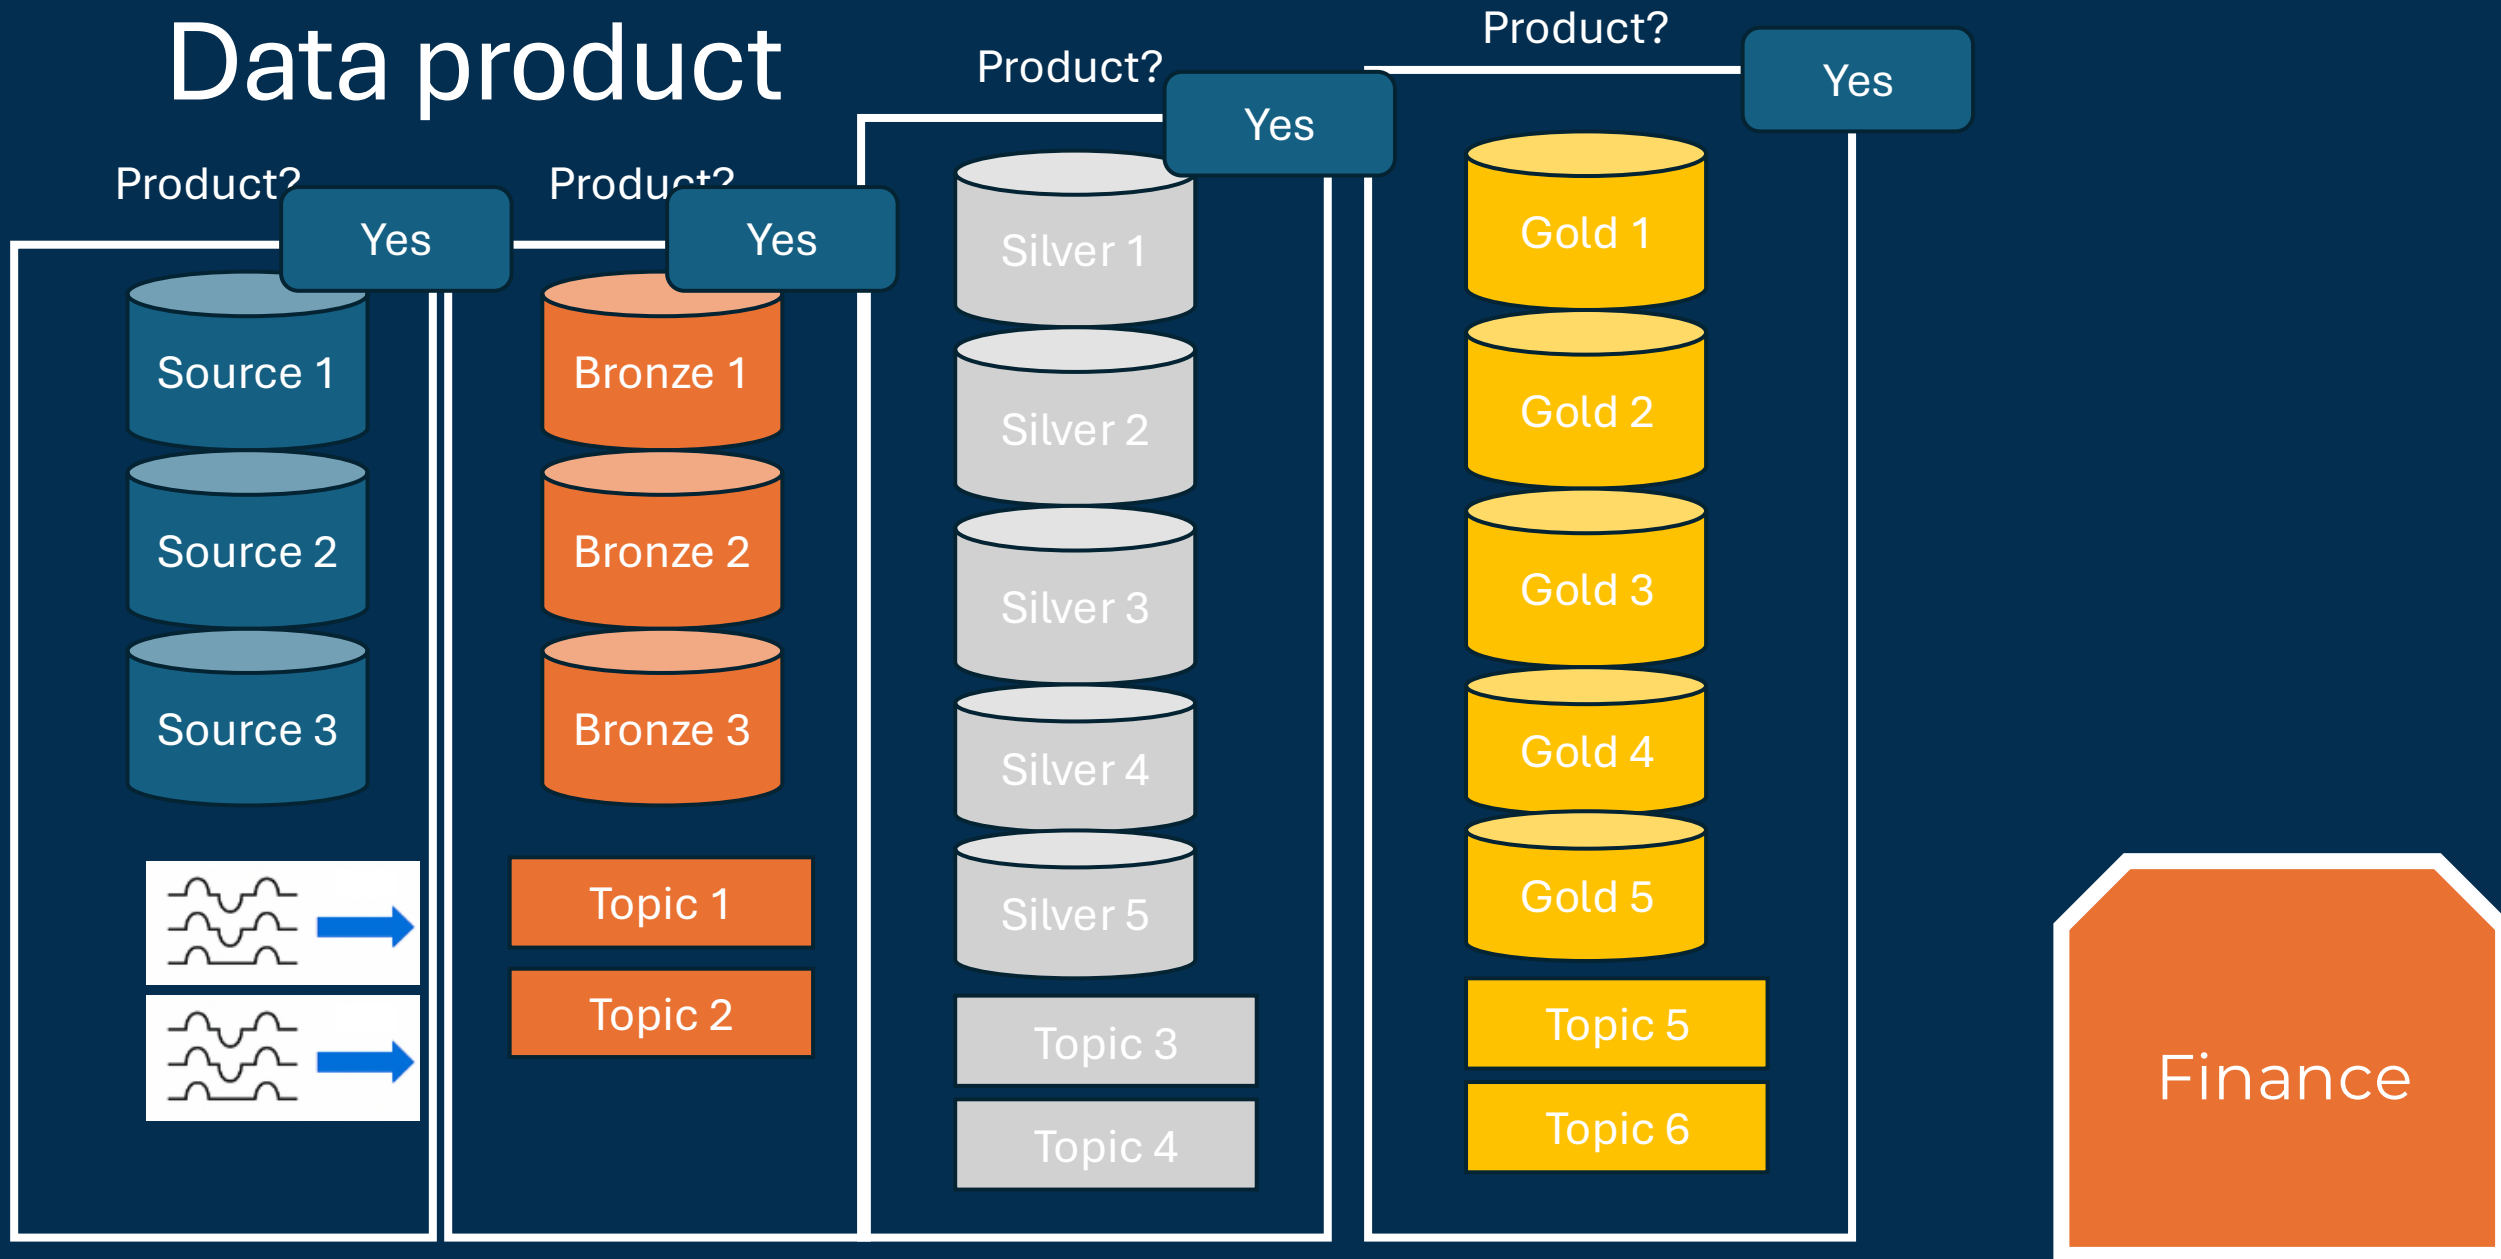 Data product
Product?
Yes
Source 1
Source 2
Source 3
Product?
Yes
Bronze 1
Bronze 2
Bronze 3
Topic 1
Topic 2
Product?
Yes
Silver 1
Silver 2
Silver 3
Silver 4
Silver 5
Topic 3
Topic 4
Product?
Yes
Gold 1
Gold 2
Gold 3
Gold 4
Gold 5
Topic 5
Topic 6
Finance